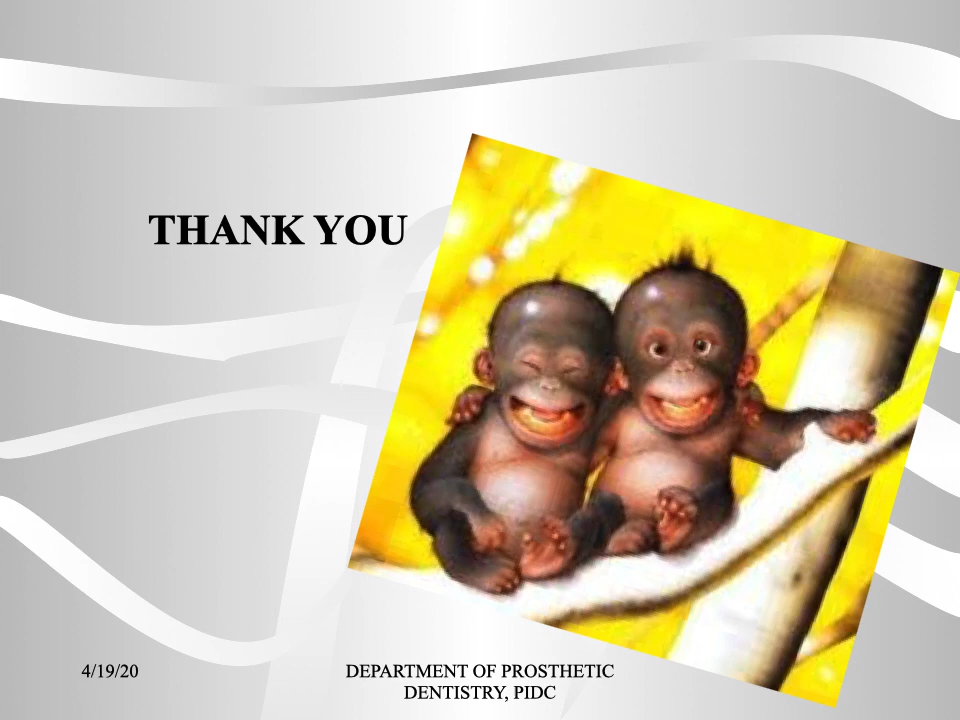 THANK YOU
4/19/20
DEPARTMENT OF PROSTHETIC
DENTISTRY, PIDC